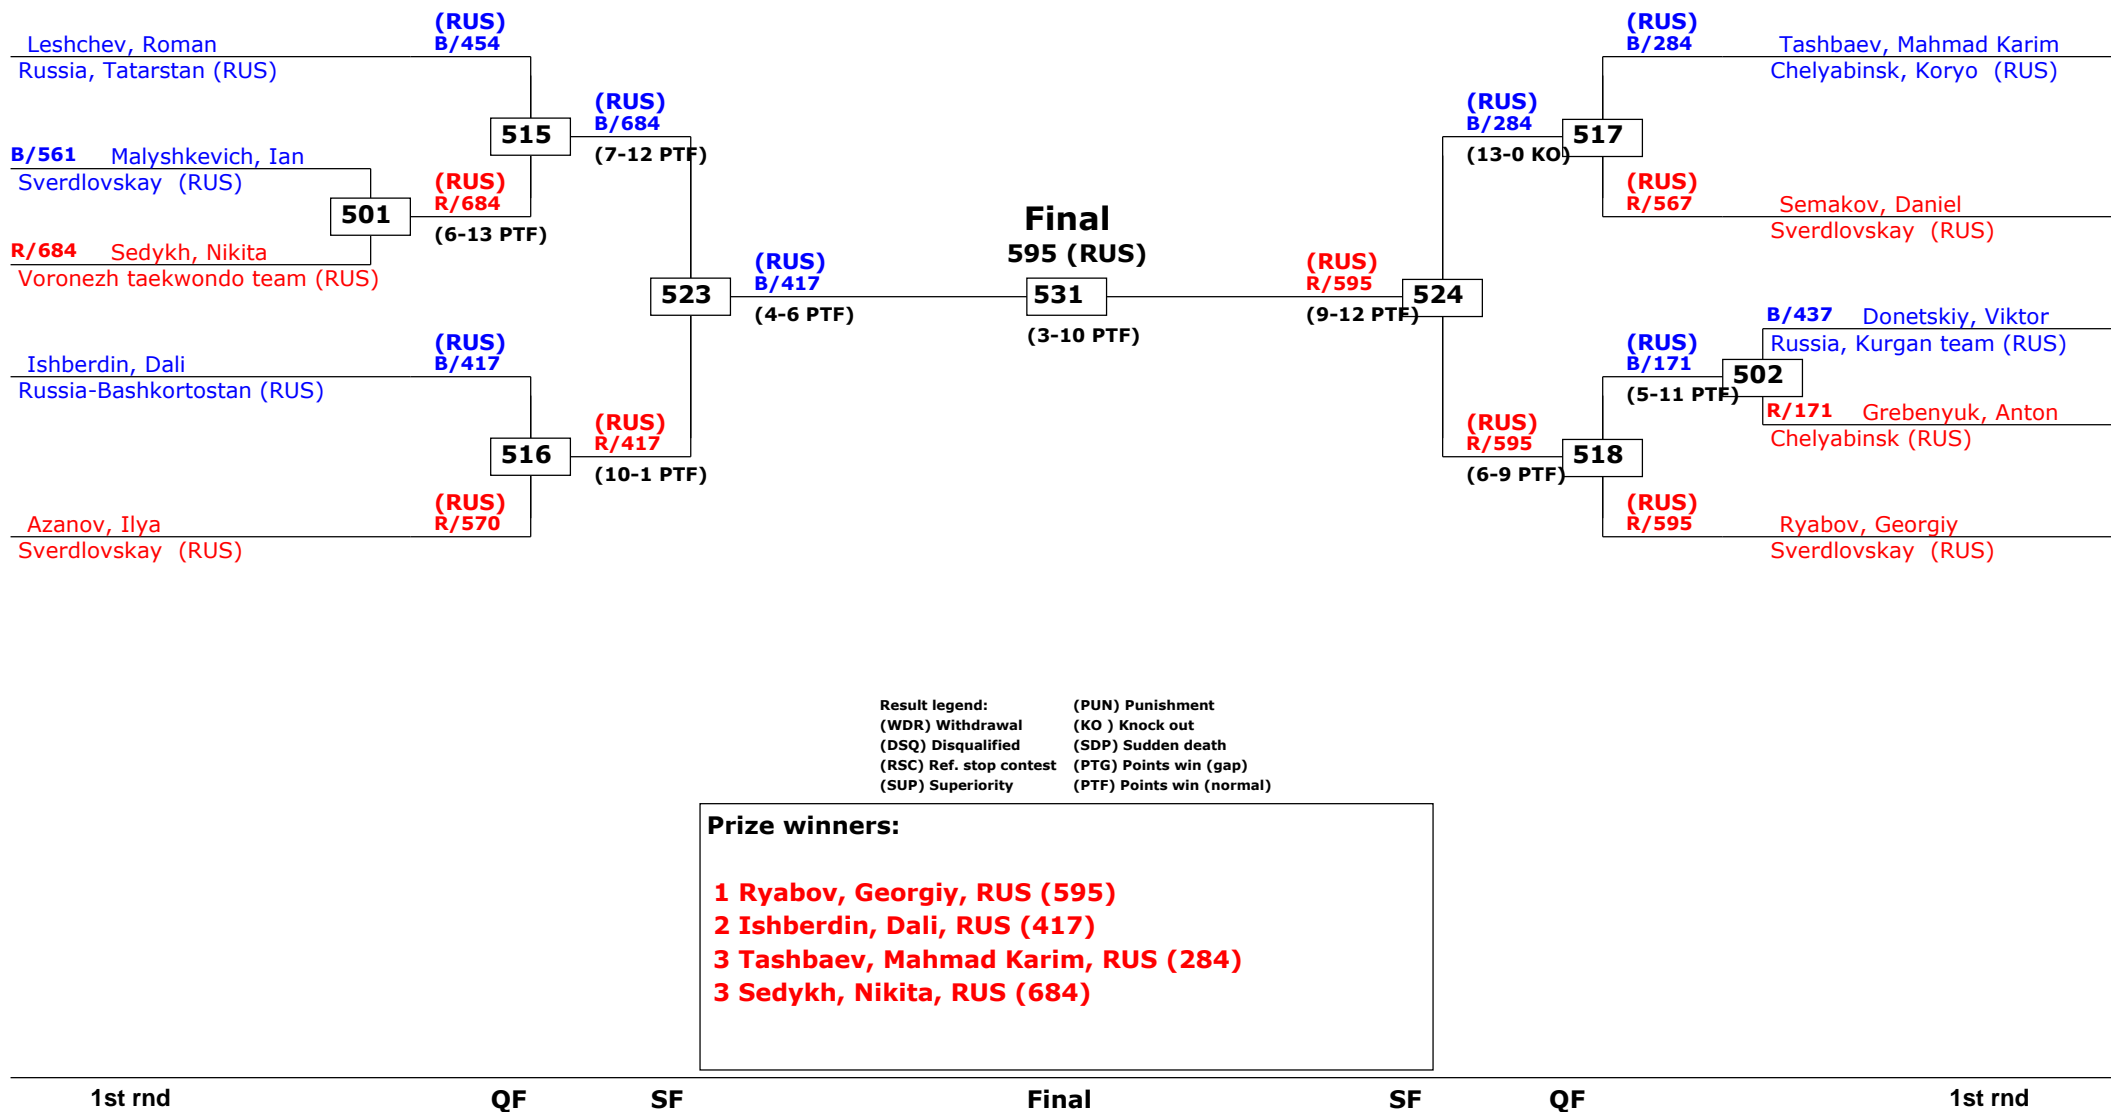 (RUS)
B/454
Leshchev, Roman
Russia, Tatarstan (RUS)
515
(RUS)
B/684
(7-12 PTF)
B/561 Malyshkevich, Ian
Sverdlovskay (RUS)
501
(RUS)
R/684
(6-13 PTF)
R/684 Sedykh, Nikita
Voronezh taekwondo team (RUS)
523
(RUS)
B/417
(4-6 PTF)
(RUS)
B/417
Ishberdin, Dali
Russia-Bashkortostan (RUS)
516
(RUS)
R/417
(10-1 PTF)
(RUS)
R/570
Azanov, Ilya
Sverdlovskay (RUS)
Final
595 (RUS)
531
(3-10 PTF)
(RUS)
R/595
(9-12 PTF)
524
(RUS)
B/284
(13-0 KO)
517
(RUS)
B/284
Tashbaev, Mahmad Karim
Chelyabinsk, Koryo (RUS)
(RUS)
R/567
Semakov, Daniel
Sverdlovskay (RUS)
B/437 Donetskiy, Viktor
Russia, Kurgan team (RUS)
(RUS)
B/171
(5-11 PTF)
502
R/171 Grebenyuk, Anton
Chelyabinsk (RUS)
(RUS)
R/595
(6-9 PTF)
518
(RUS)
R/595
Ryabov, Georgiy
Sverdlovskay (RUS)
Result legend: (PUN) Punishment
(WDR) Withdrawal (KO ) Knock out
(DSQ) Disqualified (SDP) Sudden death
(RSC) Ref. stop contest (PTG) Points win (gap)
(SUP) Superiority (PTF) Points win (normal)
Prize winners:
1 Ryabov, Georgiy, RUS (595)
2 Ishberdin, Dali, RUS (417)
3 Tashbaev, Mahmad Karim, RUS (284)
3 Sedykh, Nikita, RUS (684)
1st rnd QF SF Final SF QF 1st rnd